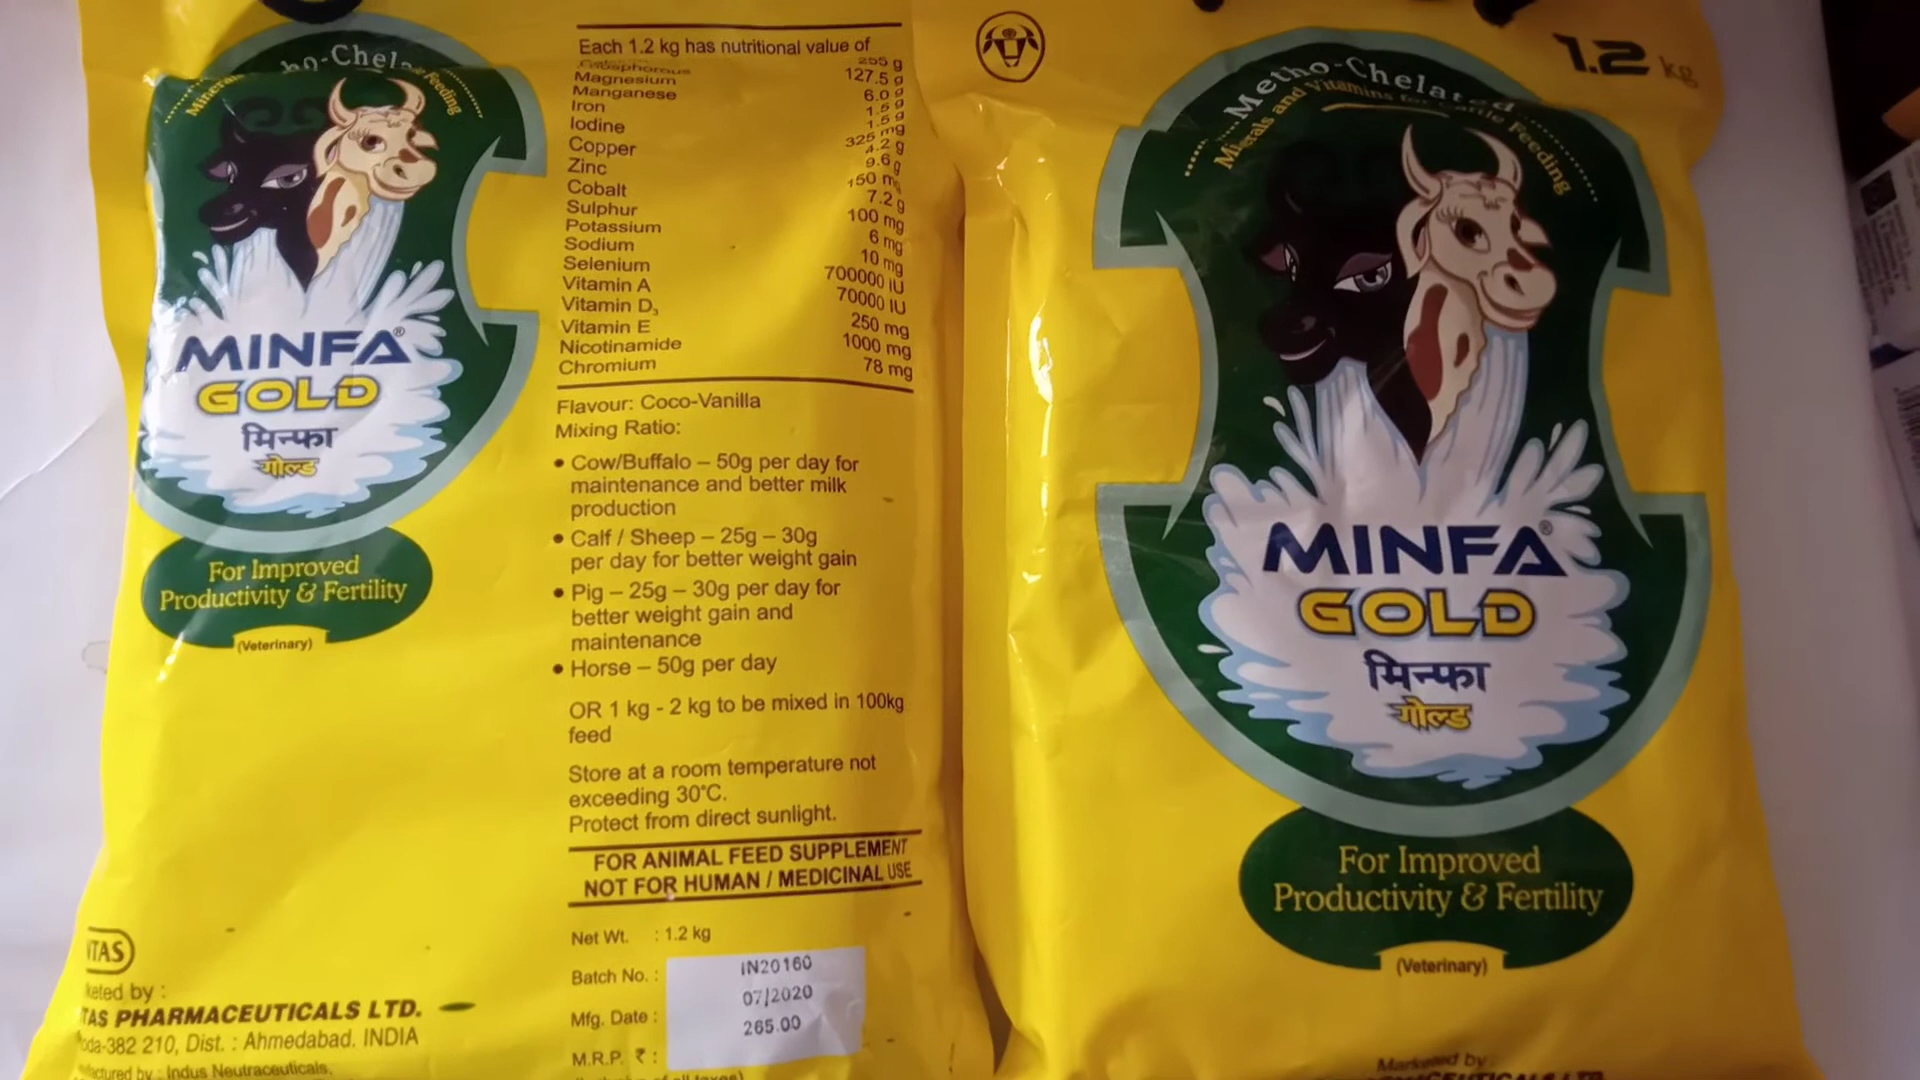 Metho-Chelated
Minerals and Vitamins for Cattle Feeding
1.2 kg
MINFA®
GOLD
मिन्फा
गोल्ड
For Improved
Productivity & Fertility
(Veterinary)
Marketed by:
Feeding
MINFA®
GOLD
मिन्फा
गोल्ड
For Improved
Productivity & Fertility
(Veterinary)
TAS PHARMACEUTICALS LTD.
382 210, Dist. : Ahmedabad. INDIA
Indus Neutraceuticals,
Each 1.2 kg has nutritional value of
255 g
127.5 g
Magnesium 6.0 g
Manganese 1.5 g
Iron 1.5 g
Iodine 325 mg
Copper 4.2 g
Zinc 9.6 g
Cobalt 150 mg
Sulphur 7.2 g
Potassium 100 mg
Sodium 6 mg
Selenium 10 mg
Vitamin A 700000 IU
Vitamin D3 70000 IU
Vitamin E 250 mg
Nicotinamide 1000 mg
Chromium 78 mg
Flavour: Coco-Vanilla
Mixing Ratio:
• Cow/Buffalo – 50g per day for
maintenance and better milk
production
• Calf / Sheep – 25g – 30g
per day for better weight gain
• Pig – 25g – 30g per day for
better weight gain and
maintenance
• Horse – 50g per day
OR 1 kg - 2 kg to be mixed in 100kg
feed
Store at a room temperature not
exceeding 30°C.
Protect from direct sunlight.
FOR ANIMAL FEED SUPPLEMENT
NOT FOR HUMAN / MEDICINAL USE
Net Wt. : 1.2 kg
Batch No. : IN20160
Mfg. Date : 07/2020
M.R.P. ₹ : 265.00